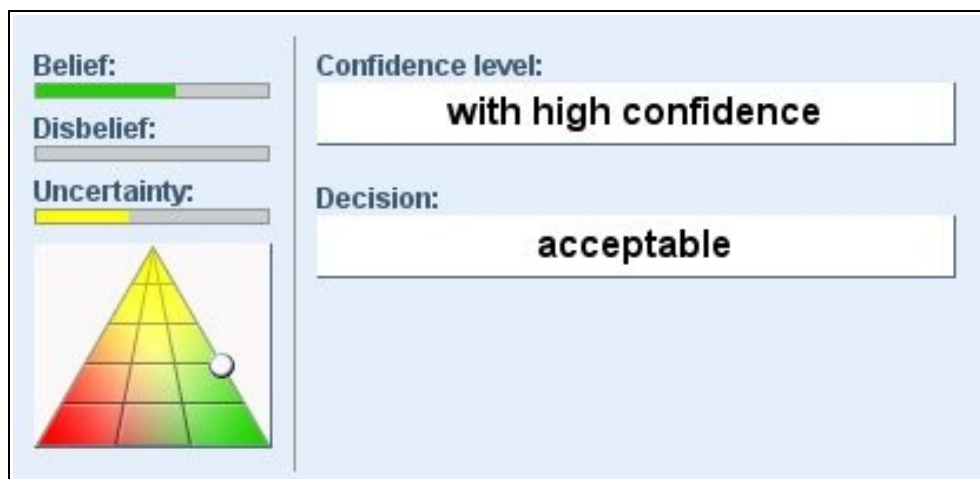 Belief:
Disbelief:
Uncertainty:
Confidence level:
with high confidence
Decision:
acceptable